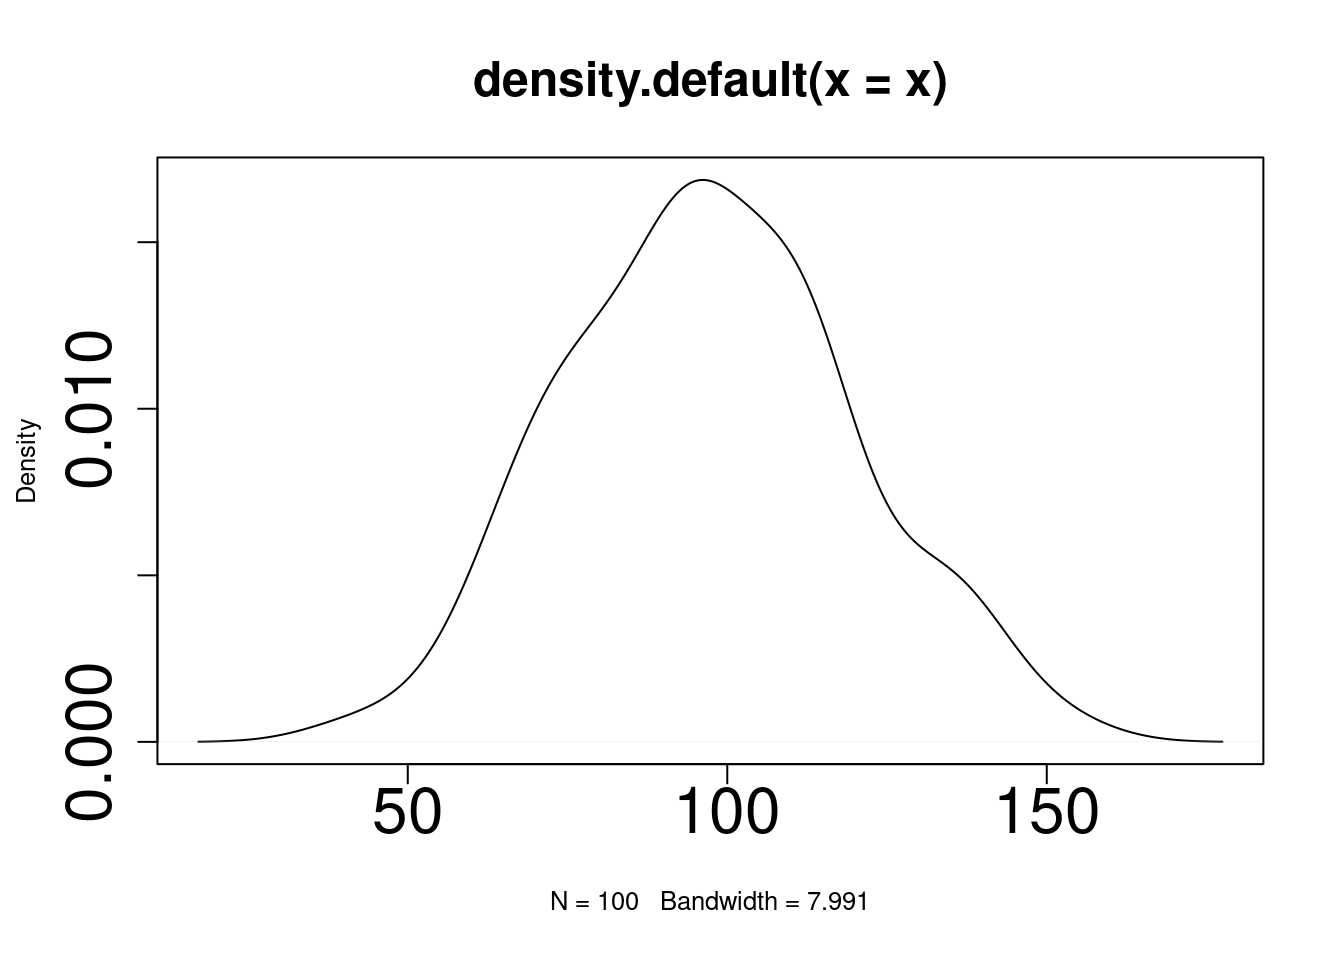 density.default(x = x)
Density
0.010
0.000
50 100 150
N = 100 Bandwidth = 7.991